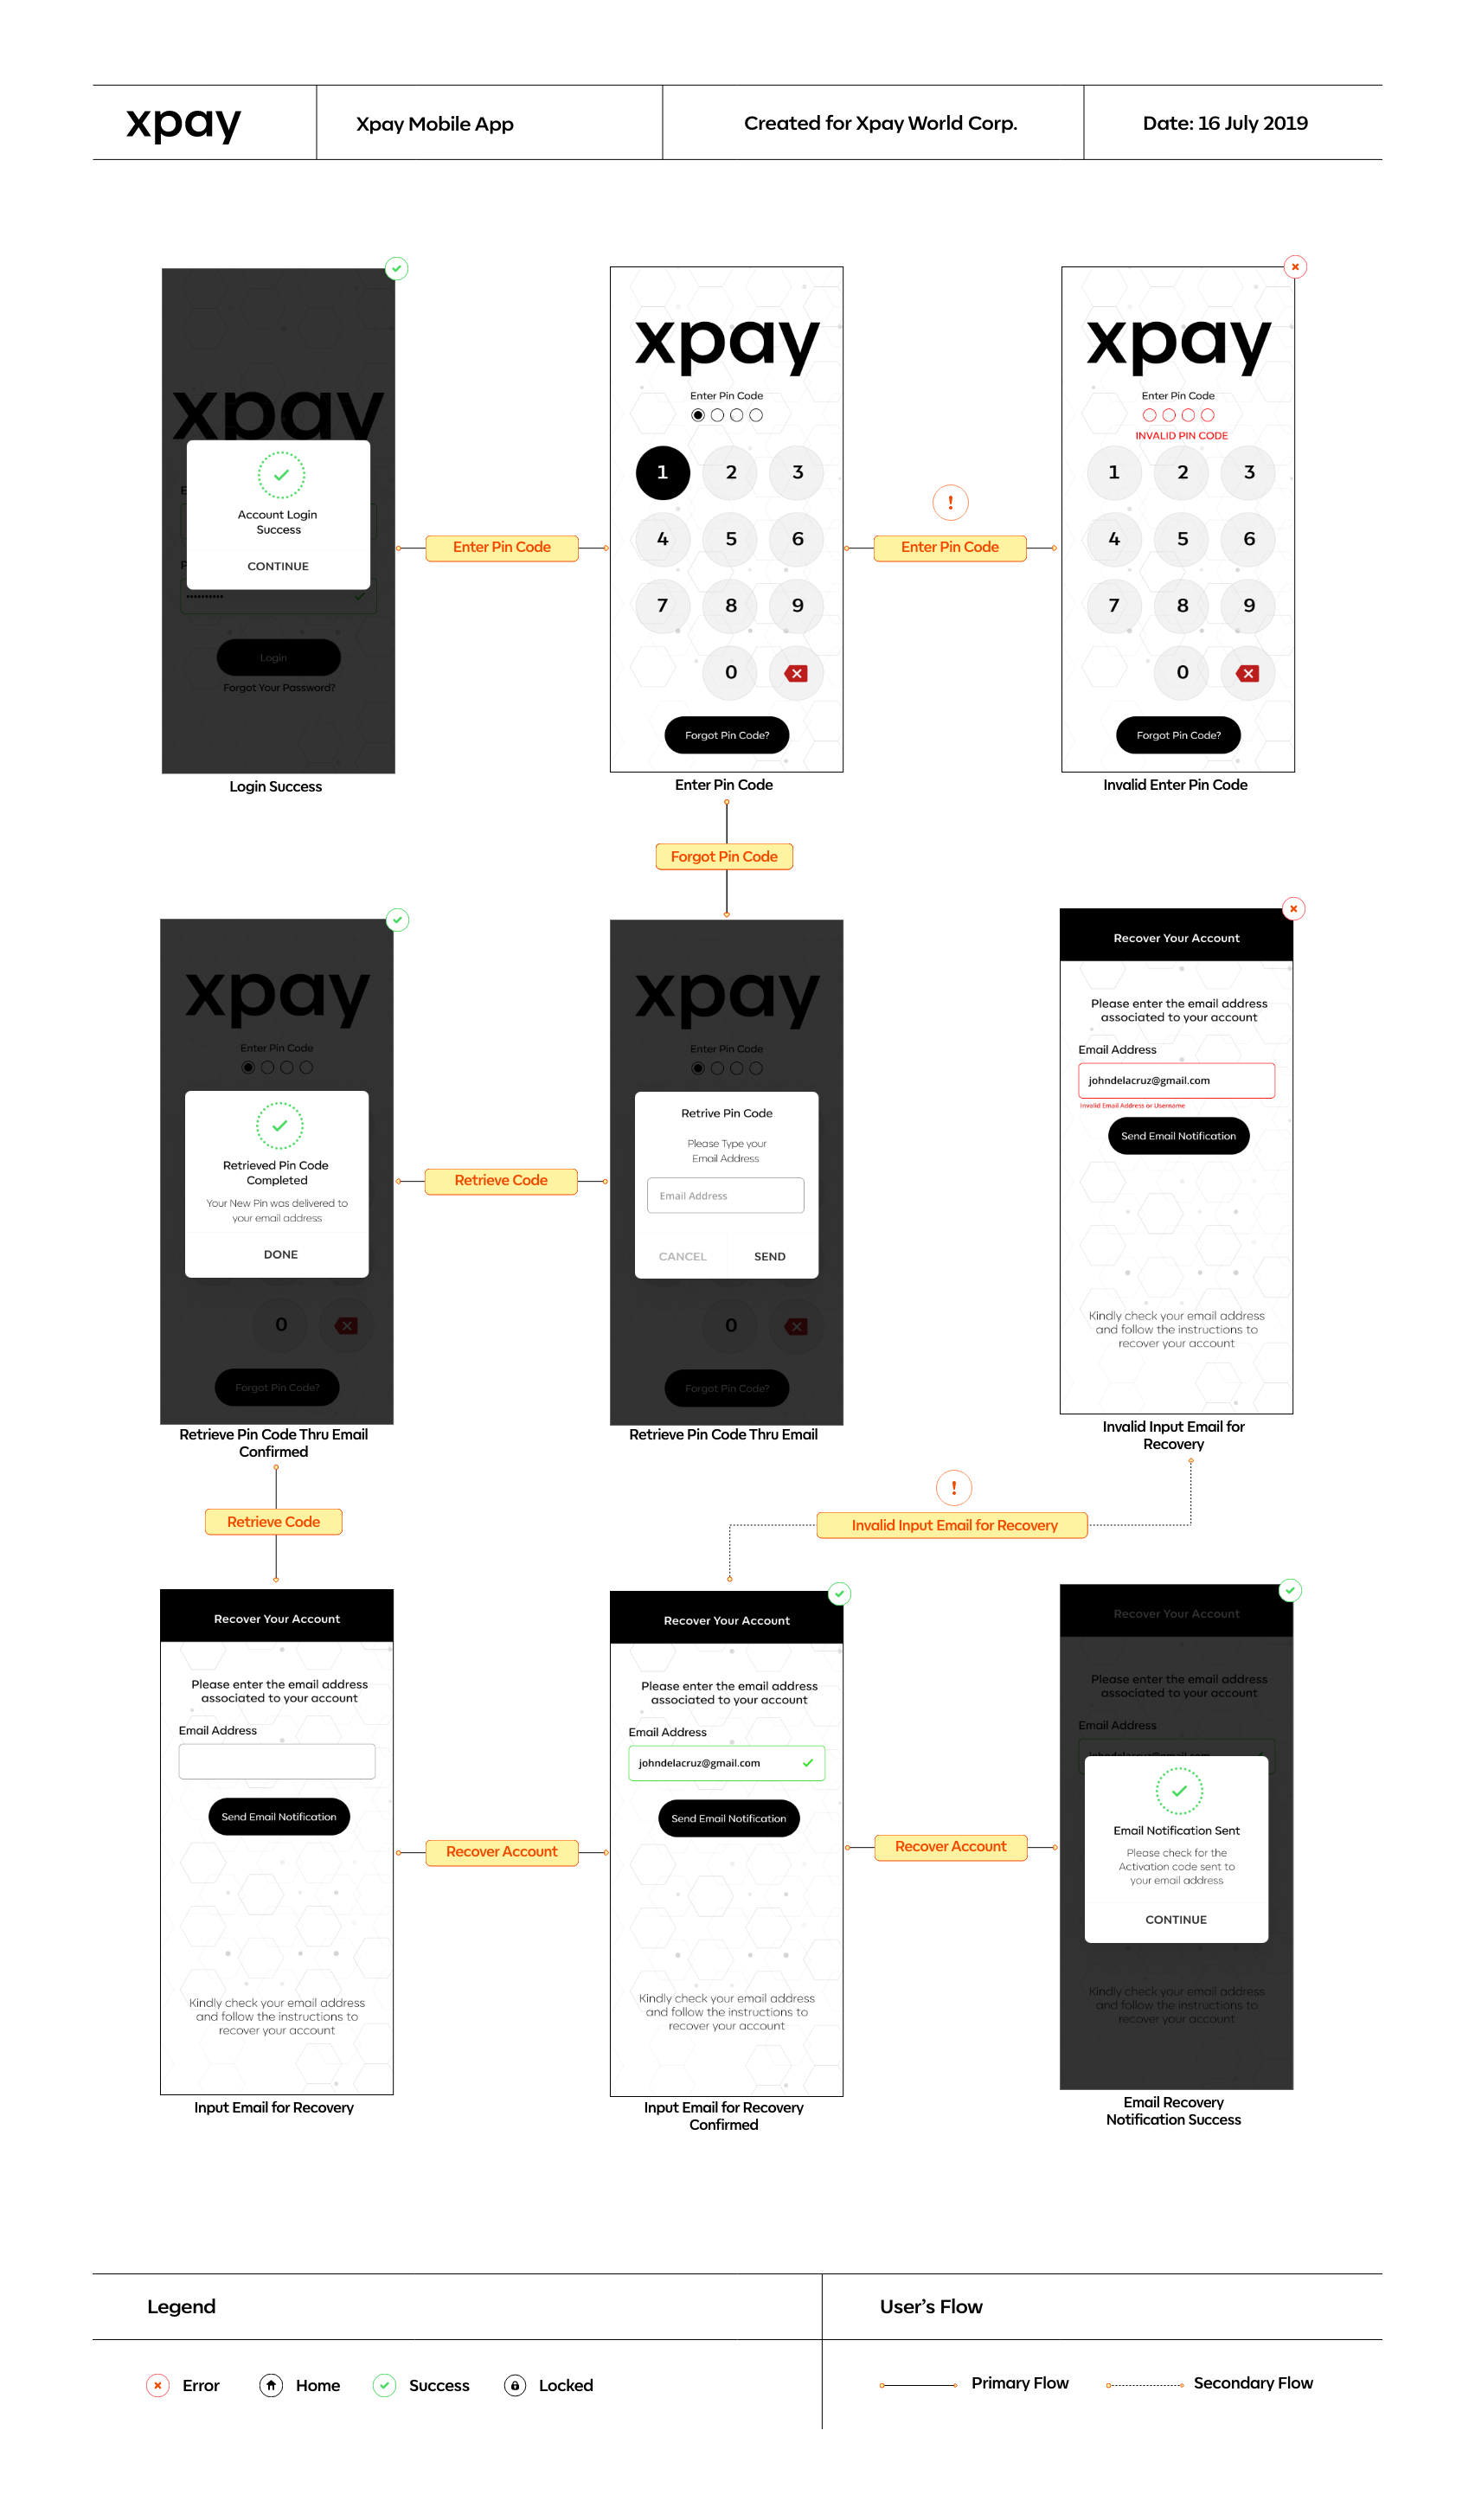 xpay
Xpay Mobile App
Created for Xpay World Corp.
Date: 16 July 2019
xpay
Account Login
Success
CONTINUE
••••••••••
Login
Forgot Your Password?
Login Success
Enter Pin Code
xpay
Enter Pin Code
1 2 3
4 5 6
7 8 9
0
Forgot Pin Code?
Enter Pin Code
!
Enter Pin Code
xpay
Enter Pin Code
INVALID PIN CODE
1 2 3
4 5 6
7 8 9
0
Forgot Pin Code?
Invalid Enter Pin Code
Forgot Pin Code
xpay
Enter Pin Code
Retrieved Pin Code
Completed
Your New Pin was delivered to
your email address
DONE
0
Forgot Pin Code?
Retrieve Pin Code Thru Email
Confirmed
Retrieve Code
xpay
Enter Pin Code
Retrive Pin Code
Please Type your
Email Address
Email Address
CANCEL SEND
0
Forgot Pin Code?
Retrieve Pin Code Thru Email
Recover Your Account
Please enter the email address
associated to your account
Email Address
johndelacruz@gmail.com
Invalid Email Address or Username
Send Email Notification
Kindly check your email address
and follow the instructions to
recover your account
Invalid Input Email for
Recovery
Retrieve Code
!
Invalid Input Email for Recovery
Recover Your Account
Please enter the email address
associated to your account
Email Address
Send Email Notification
Kindly check your email address
and follow the instructions to
recover your account
Input Email for Recovery
Recover Account
Recover Your Account
Please enter the email address
associated to your account
Email Address
johndelacruz@gmail.com
Send Email Notification
Kindly check your email address
and follow the instructions to
recover your account
Input Email for Recovery
Confirmed
Recover Account
Recover Your Account
Please enter the email address
associated to your account
Email Address
johndelacruz@gmail.com
Email Notification Sent
Please check for the
Activation code sent to
your email address
CONTINUE
Kindly check your email address
and follow the instructions to
recover your account
Email Recovery
Notification Success
Legend
User’s Flow
Error
Home
Success
Locked
Primary Flow
Secondary Flow